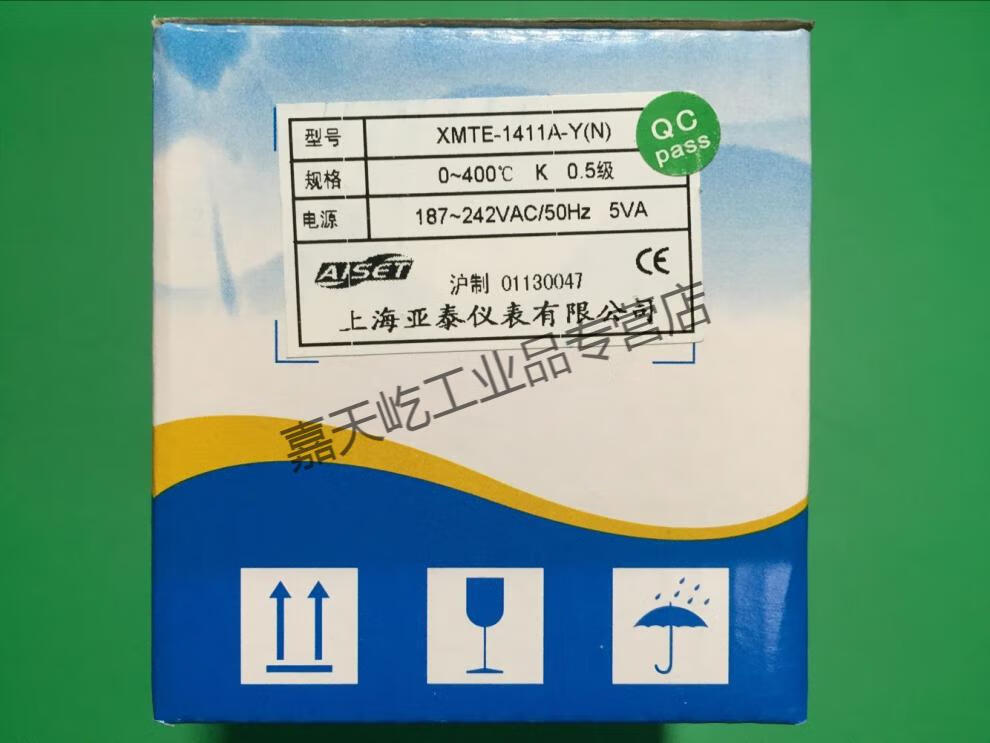 型号 XMTE-1411A-Y(N)
QC
pass
规格 0~400℃ K 0.5级
电源 187~242VAC/50Hz 5VA
AISET
CE
沪制 01130047
上海亚泰仪表有限公司
嘉天屹工业品专营店